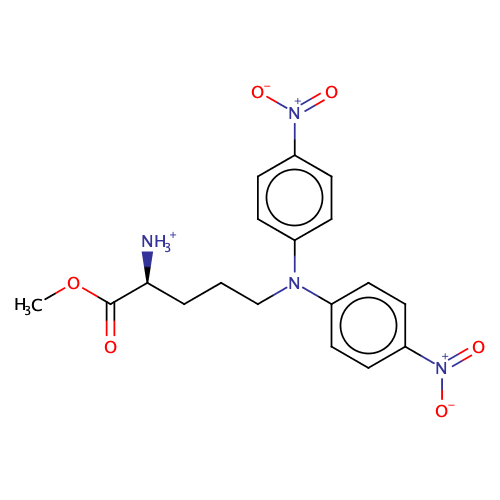 O⁻ N⁺ O
NH₃⁺
H₃C O N
O N⁺ O
O⁻